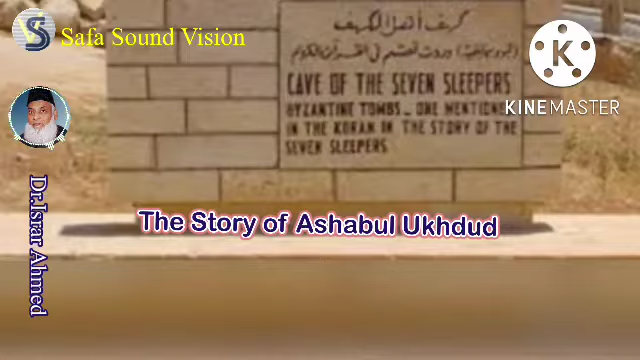 Safa Sound Vision
كهف أهل الكهف
CAVE OF THE SEVEN SLEEPERS
BYZANTINE TOMBS _ ONE MENTIONED
IN THE KORAN IN THE STORY OF THE
SEVEN SLEEPERS
K
KINEMASTER
Dr.Israr Ahmed
The Story of Ashabul Ukhdud